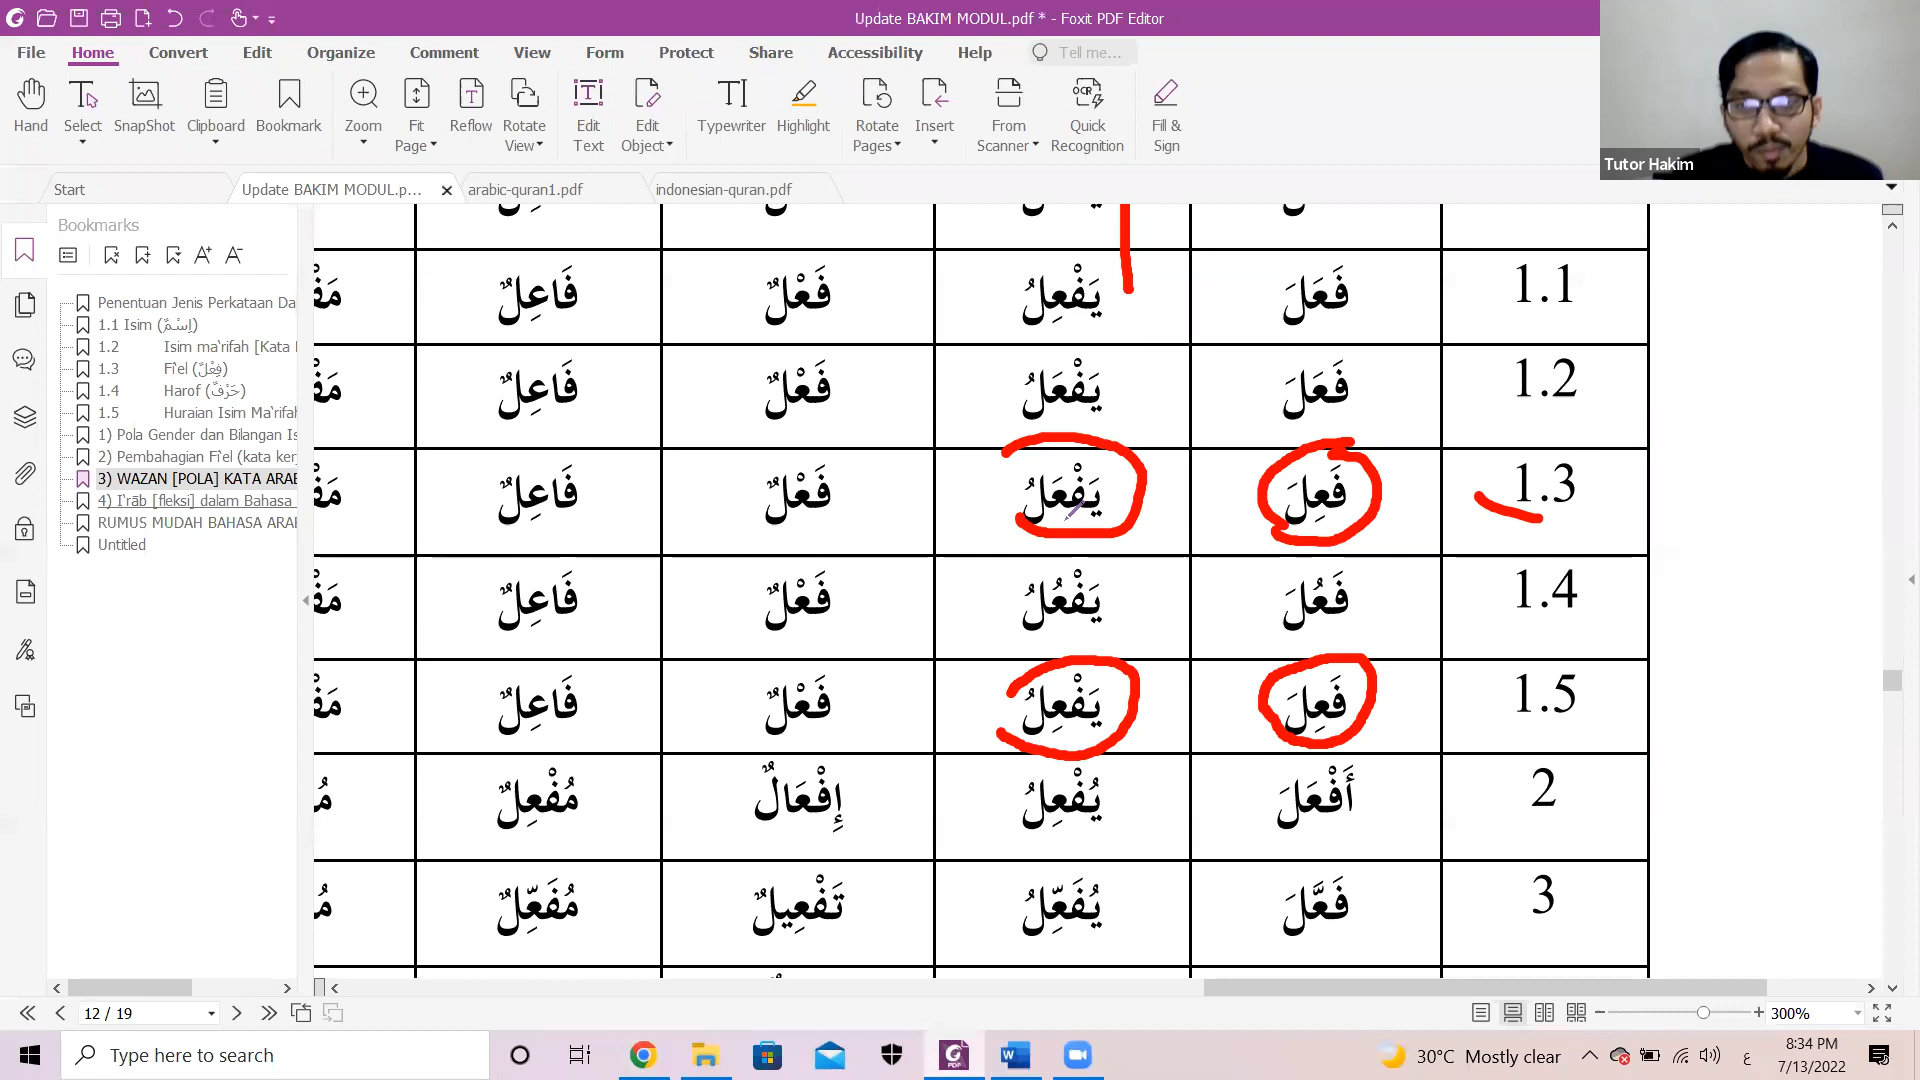 Update BAKIM MODUL.pdf * - Foxit PDF Editor
File Home Convert Edit Organize Comment View Form Protect Share Accessibility Help Tell me...
Hand Select SnapShot Clipboard Bookmark Zoom Fit Page Reflow Rotate View Edit Text Edit Object Typewriter Highlight Rotate Pages Insert From Scanner Quick Recognition Fill & Sign
Tutor Hakim
Start Update BAKIM MODUL.p... arabic-quran1.pdf indonesian-quran.pdf
Bookmarks
Penentuan Jenis Perkataan Da
1.1 Isim (اِسْمٌ)
1.2 Isim ma'rifah [Kata
1.3 Fi'el (فِعْلٌ)
1.4 Harof (حَرْفٌ)
1.5 Huraian Isim Ma'rifah
1) Pola Gender dan Bilangan Is
2) Pembahagian Fi'el (kata ker
3) WAZAN [POLA] KATA ARAB
4) I'rāb [fleksi] dalam Bahasa
RUMUS MUDAH BAHASA ARA
Untitled
1.1 فَعَلَ يَفْعِلُ فَعْلٌ فَاعِلٌ
1.2 فَعَلَ يَفْعَلُ فَعْلٌ فَاعِلٌ
1.3 فَعِلَ يَفْعَلُ فَعْلٌ فَاعِلٌ
1.4 فَعُلَ يَفْعُلُ فَعْلٌ فَاعِلٌ
1.5 فَعِلَ يَفْعِلُ فَعْلٌ فَاعِلٌ
2 أَفْعَلَ يُفْعِلُ إِفْعَالٌ مُفْعِلٌ
3 فَعَّلَ يُفَعِّلُ تَفْعِيلٌ مُفَعِّلٌ
12 / 19 300%
Type here to search
30°C Mostly clear ع 8:34 PM
7/13/2022